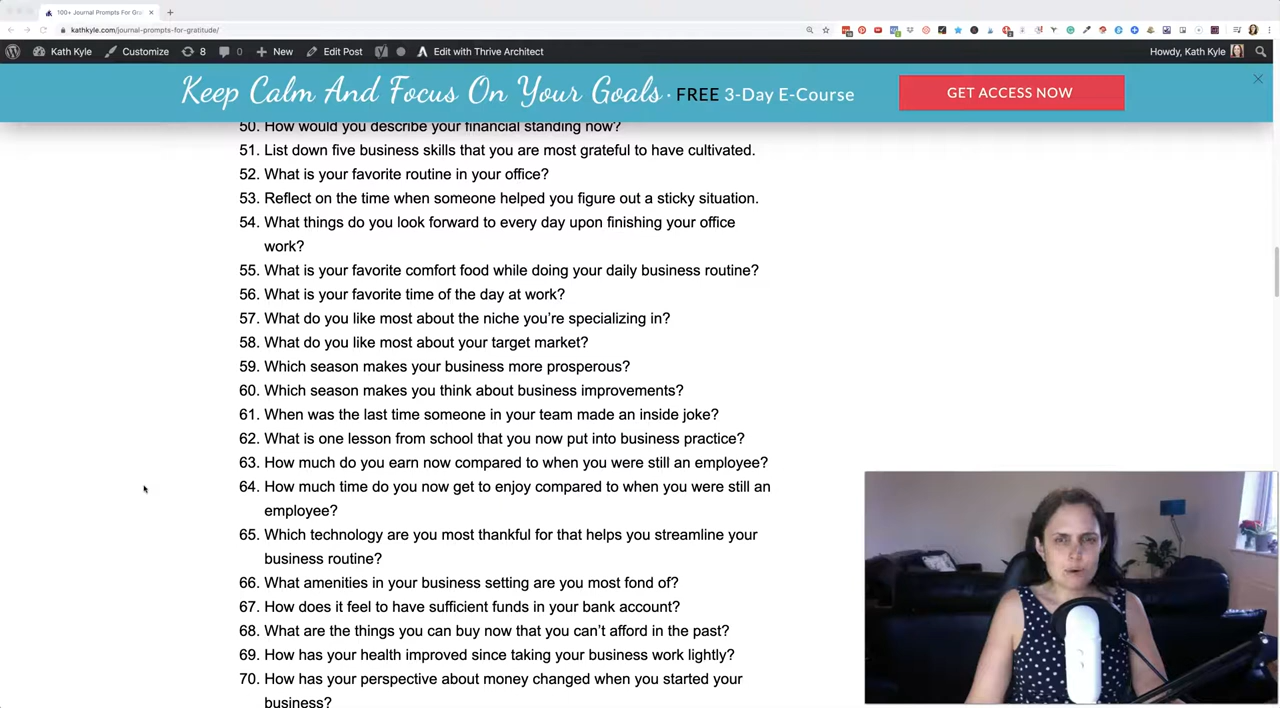 100+ Journal Prompts For Gra
kathkyle.com/journal-prompts-for-gratitude/
Kath Kyle Customize 8 0 New Edit Post Edit with Thrive Architect Howdy, Kath Kyle
Keep Calm And Focus On Your Goals · FREE 3-Day E-Course GET ACCESS NOW
50. How would you describe your financial standing now?
51. List down five business skills that you are most grateful to have cultivated.
52. What is your favorite routine in your office?
53. Reflect on the time when someone helped you figure out a sticky situation.
54. What things do you look forward to every day upon finishing your office
work?
55. What is your favorite comfort food while doing your daily business routine?
56. What is your favorite time of the day at work?
57. What do you like most about the niche you’re specializing in?
58. What do you like most about your target market?
59. Which season makes your business more prosperous?
60. Which season makes you think about business improvements?
61. When was the last time someone in your team made an inside joke?
62. What is one lesson from school that you now put into business practice?
63. How much do you earn now compared to when you were still an employee?
64. How much time do you now get to enjoy compared to when you were still an
employee?
65. Which technology are you most thankful for that helps you streamline your
business routine?
66. What amenities in your business setting are you most fond of?
67. How does it feel to have sufficient funds in your bank account?
68. What are the things you can buy now that you can’t afford in the past?
69. How has your health improved since taking your business work lightly?
70. How has your perspective about money changed when you started your
business?